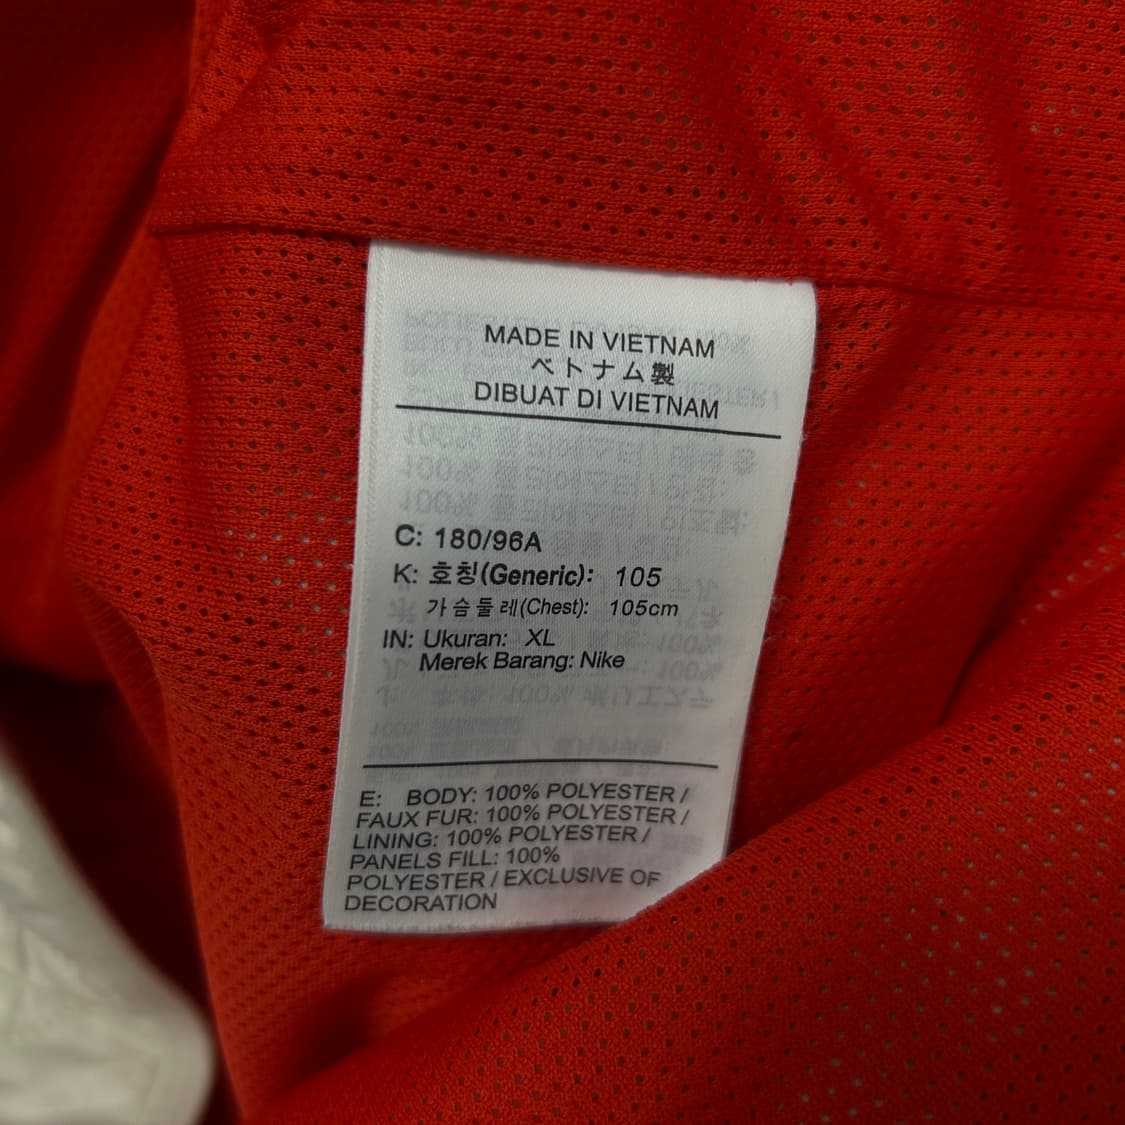 MADE IN VIETNAM
ベトナム製
DIBUAT DI VIETNAM
C: 180/96A
K: 호칭(Generic): 105
가슴둘레(Chest): 105cm
IN: Ukuran: XL
Merek Barang: Nike
E: BODY: 100% POLYESTER /
FAUX FUR: 100% POLYESTER /
LINING: 100% POLYESTER /
PANELS FILL: 100%
POLYESTER / EXCLUSIVE OF
DECORATION